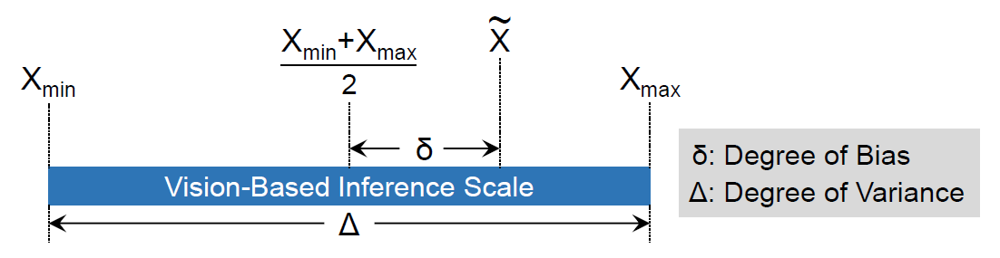 X̃
Xmin+Xmax
2
Xmin
Xmax
δ
Vision-Based Inference Scale
Δ
δ: Degree of Bias
Δ: Degree of Variance